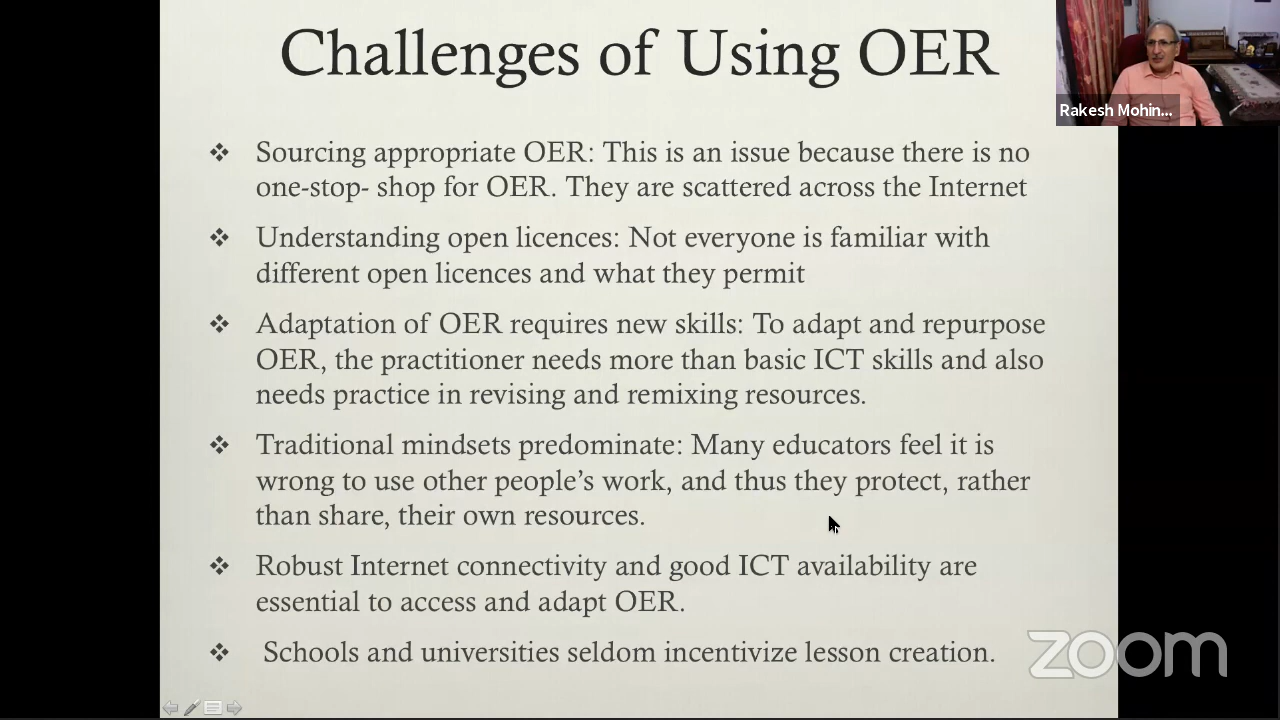 Challenges of Using OER
Rakesh Mohin...
❖ Sourcing appropriate OER: This is an issue because there is no
one-stop- shop for OER. They are scattered across the Internet
❖ Understanding open licences: Not everyone is familiar with
different open licences and what they permit
❖ Adaptation of OER requires new skills: To adapt and repurpose
OER, the practitioner needs more than basic ICT skills and also
needs practice in revising and remixing resources.
❖ Traditional mindsets predominate: Many educators feel it is
wrong to use other people’s work, and thus they protect, rather
than share, their own resources.
❖ Robust Internet connectivity and good ICT availability are
essential to access and adapt OER.
❖ Schools and universities seldom incentivize lesson creation.
zoom